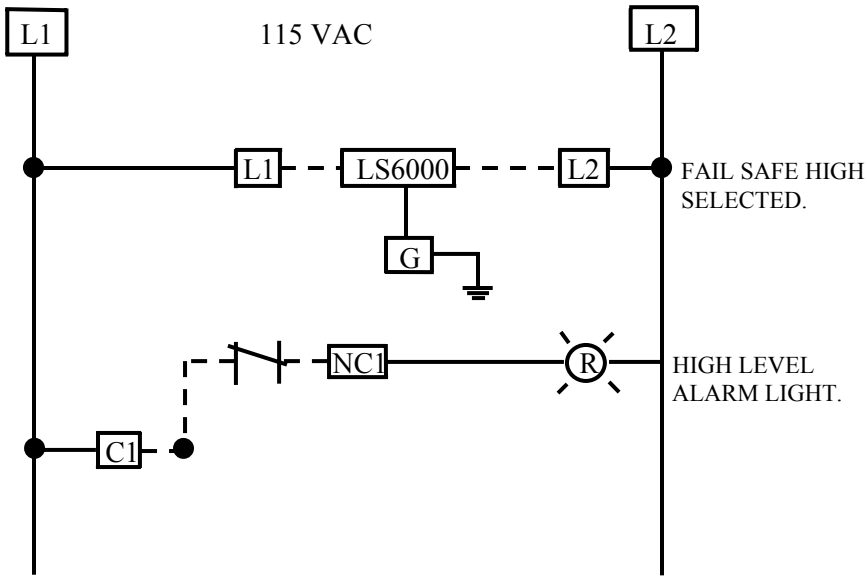 L1
115 VAC
L2
L1
LS6000
L2
FAIL SAFE HIGH
SELECTED.
G
NC1
R
HIGH LEVEL
ALARM LIGHT.
C1